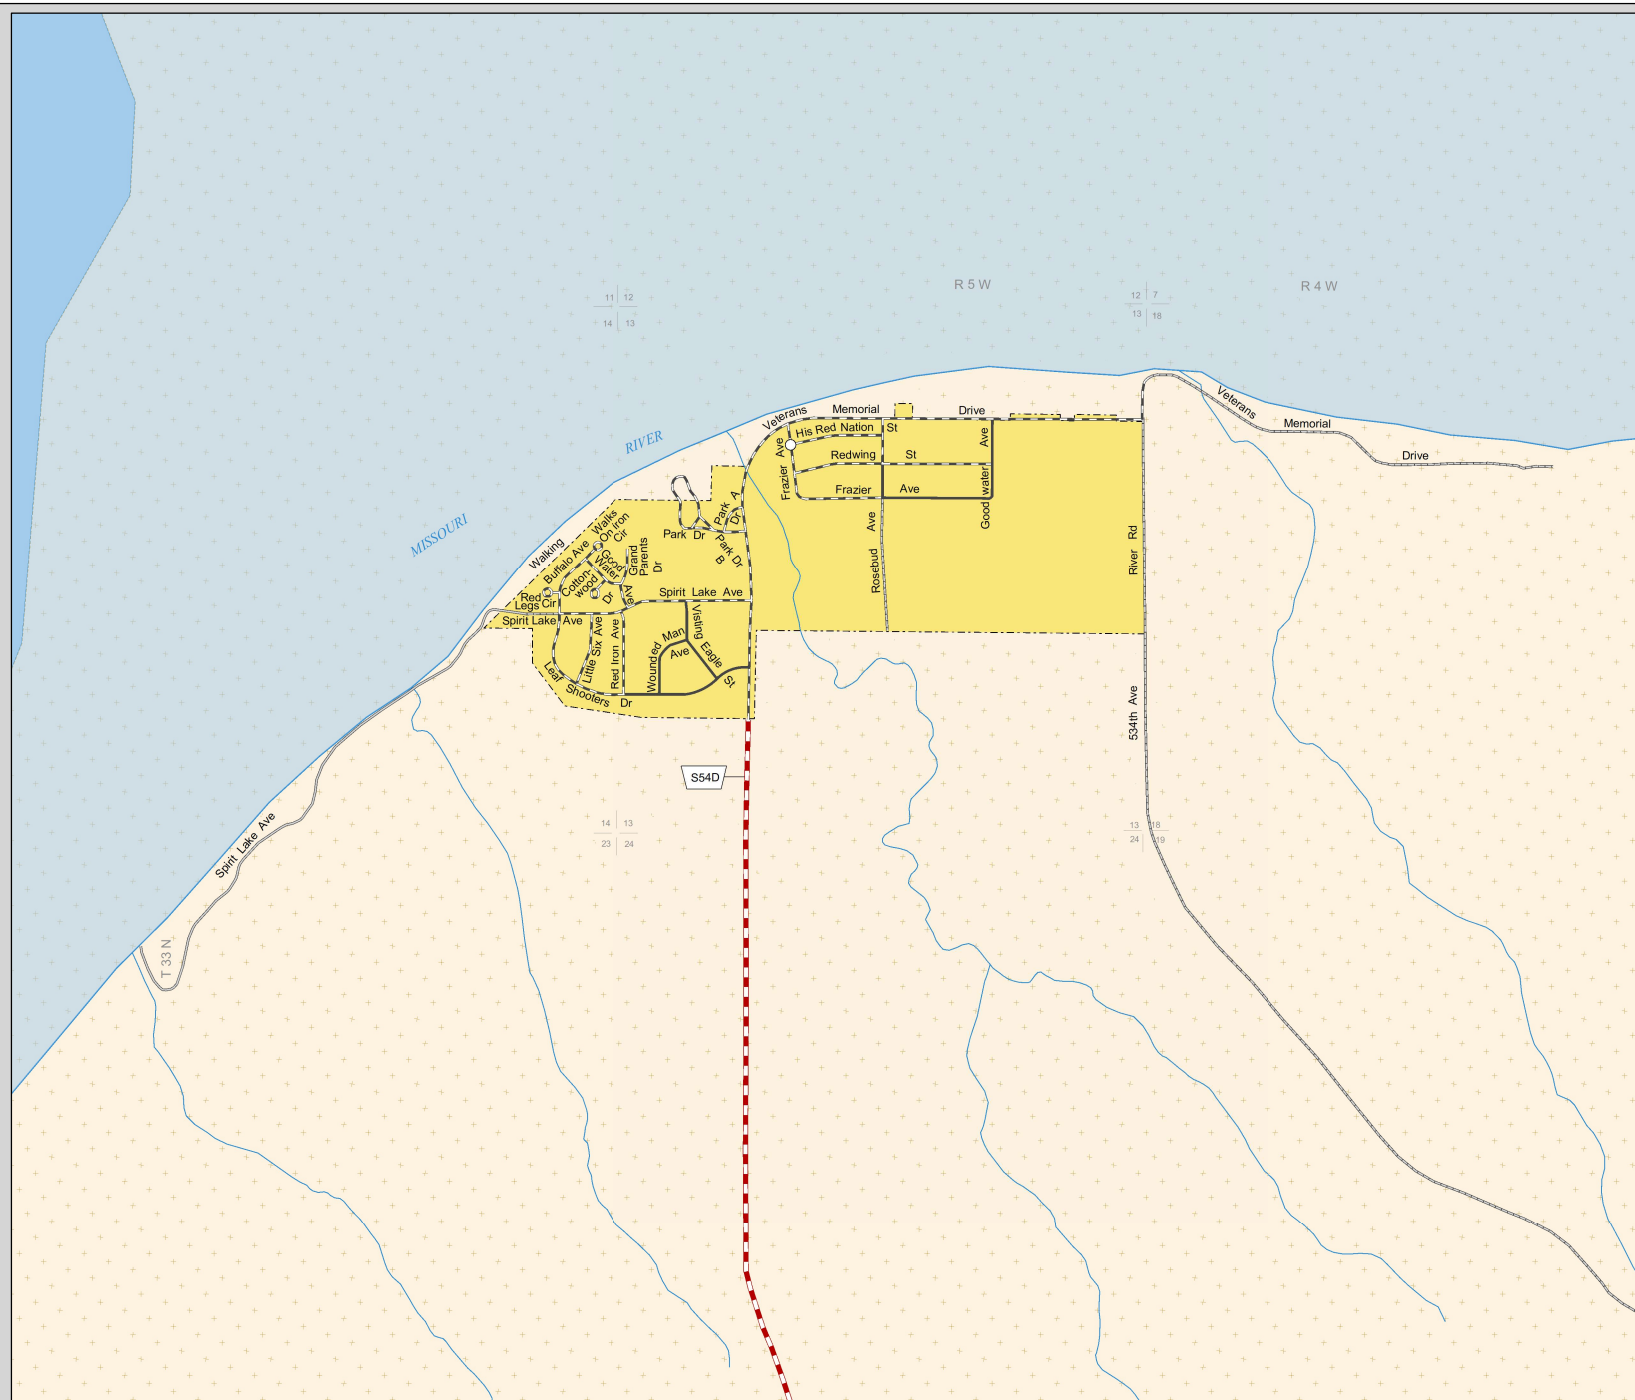 R 5 W
R 4 W
11 12
14 13
12 7
13 18
Veterans Memorial Drive
Veterans Memorial Drive
RIVER
MISSOURI
His Red Nation St
Redwing St
Frazier Ave
Frazier Ave
Good water Ave
Rosebud Ave
River Rd
534th Ave
Park Dr A
Park Dr
Park Dr B
Walking
Walks
On Iron
Cir
Buffalo Ave
Good
Water
Ave
Grand
Parents
Dr
Cotton-
wood
Dr
Red
Legs Cir
Spirit Lake Ave
Spirit Lake Ave
Little Six Ave
Red Iron Ave
Wounded Man
Ave
Visting Eagle St
Leaf Shooters Dr
S54D
14 13
23 24
13 18
24 19
Spirit Lake Ave
T 33 N